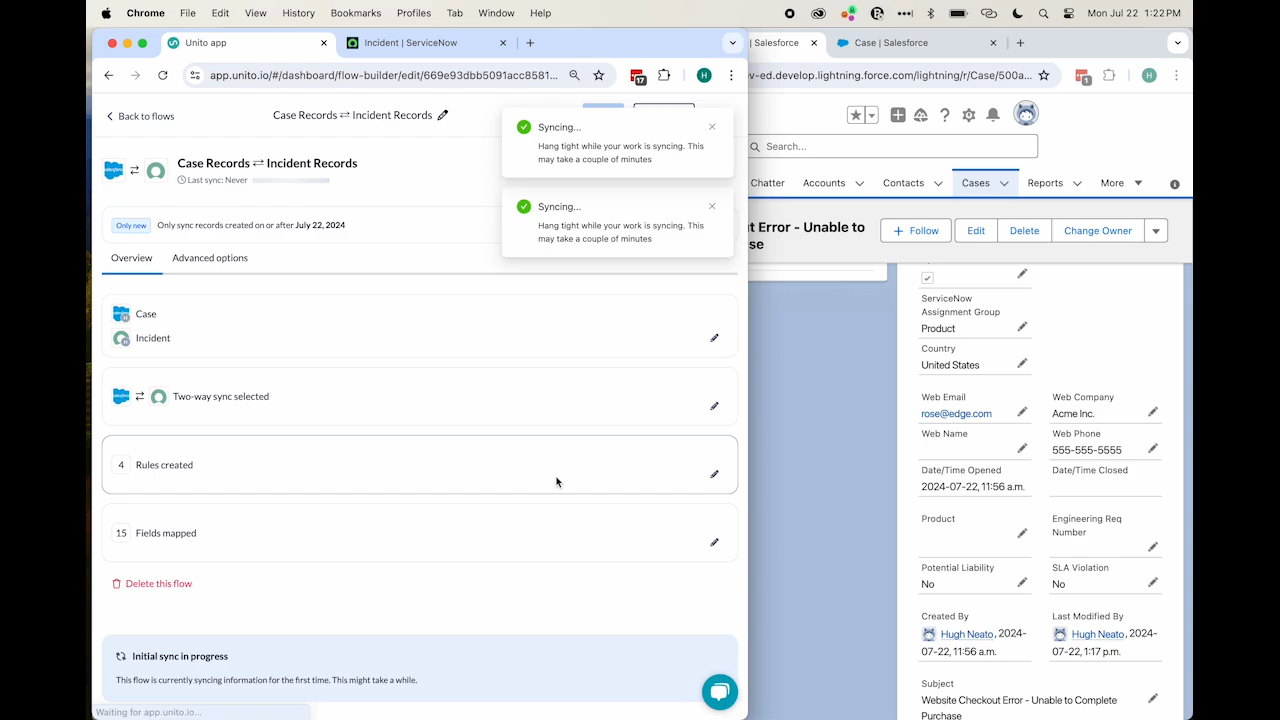 Chrome File Edit View History Bookmarks Profiles Tab Window Help
Mon Jul 22 1:22 PM
Unito app
Incident | ServiceNow
Salesforce
Case | Salesforce
app.unito.io/#/dashboard/flow-builder/edit/669e93dbb5091acc8581...
17
H
v-ed.develop.lightning.force.com/lightning/r/Case/500a...
1
H
Back to flows
Case Records ⇄ Incident Records
Syncing...
Hang tight while your work is syncing. This
may take a couple of minutes
Syncing...
Hang tight while your work is syncing. This
may take a couple of minutes
Case Records ⇄ Incident Records
Last sync: Never
Only new
Only sync records created on or after July 22, 2024
Overview
Advanced options
Case
Incident
Two-way sync selected
4
Rules created
15
Fields mapped
Delete this flow
Initial sync in progress
This flow is currently syncing information for the first time. This might take a while.
Waiting for app.unito.io...
Search...
Chatter
Accounts
Contacts
Cases
Reports
More
t Error - Unable to
se
Follow
Edit
Delete
Change Owner
ServiceNow
Assignment Group
Product
Country
United States
Web Email
rose@edge.com
Web Company
Acme Inc.
Web Name
Web Phone
555-555-5555
Date/Time Opened
2024-07-22, 11:56 a.m.
Date/Time Closed
Product
Engineering Req
Number
Potential Liability
No
SLA Violation
No
Created By
Hugh Neato, 2024-
07-22, 11:56 a.m.
Last Modified By
Hugh Neato, 2024-
07-22, 1:17 p.m.
Subject
Website Checkout Error - Unable to Complete
Purchase